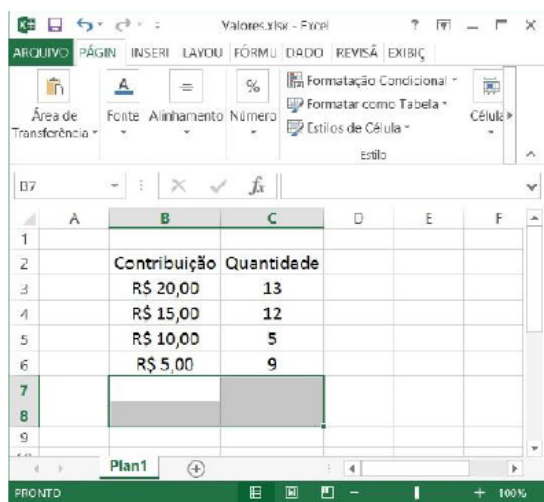 Valores.xlsx - Excel ?
ARQUIVO PÁGIN INSERI LAYOU FÓRMU DADO REVISÃ EXIBIÇ
Área de Transferência
Fonte
Alinhamento
Número
%
Formatação Condicional
Formatar como Tabela
Estilos de Célula
Estilo
Célula
B7 fx
A B C D E F
1
2 Contribuição Quantidade
3 R$ 20,00 13
4 R$ 15,00 12
5 R$ 10,00 5
6 R$ 5,00 9
7
8
9
Plan1
PRONTO 100%